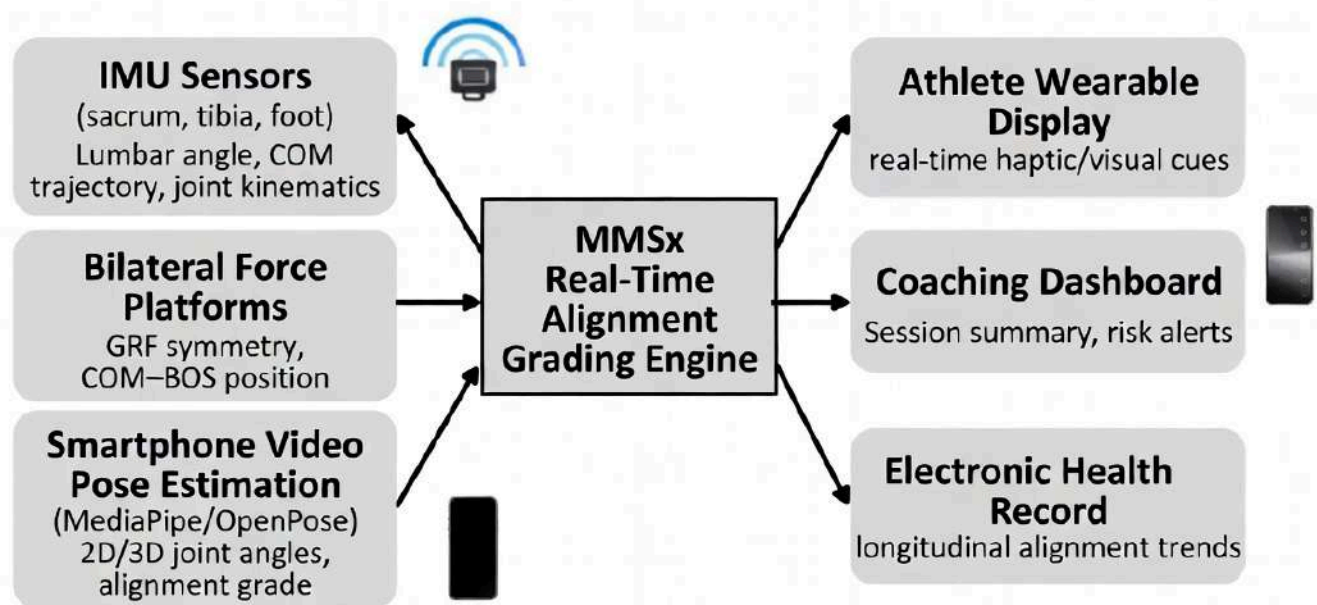 IMU Sensors
(sacrum, tibia, foot)
Lumbar angle, COM
trajectory, joint kinematics
Bilateral Force
Platforms
GRF symmetry,
COM–BOS position
Smartphone Video
Pose Estimation
(MediaPipe/OpenPose)
2D/3D joint angles,
alignment grade
MMSx
Real-Time
Alignment
Grading Engine
Athlete Wearable
Display
real-time haptic/visual cues
Coaching Dashboard
Session summary, risk alerts
Electronic Health
Record
longitudinal alignment trends